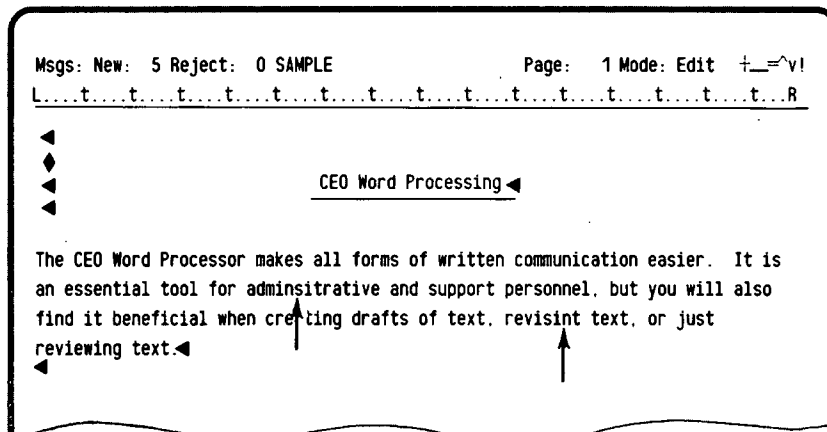 Msgs: New: 5 Reject: 0 SAMPLE Page: 1 Mode: Edit +__=^v!
L....t....t....t....t....t....t....t....t....t....t....t....t....t....t....t...R
CEO Word Processing
The CEO Word Processor makes all forms of written communication easier. It is
an essential tool for adminsitrative and support personnel, but you will also
find it beneficial when creating drafts of text, revisint text, or just
reviewing text.